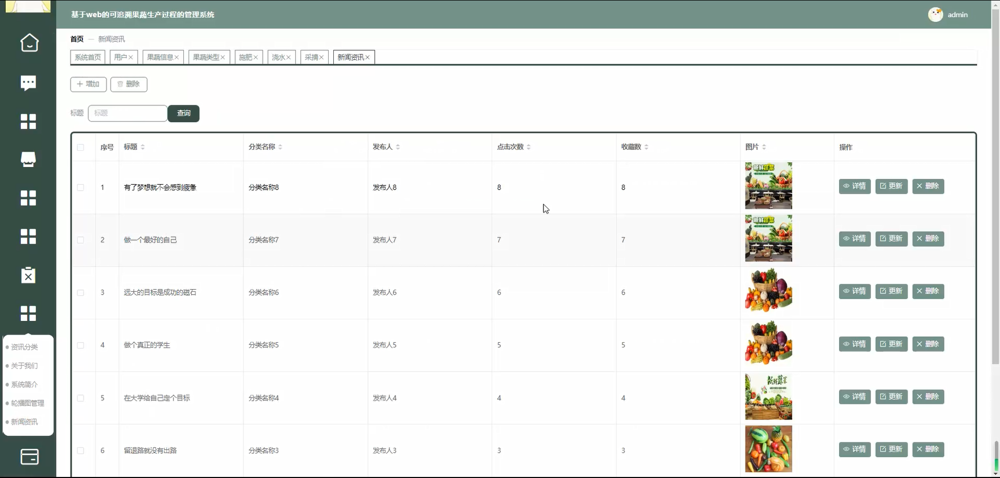 基于web的可追溯果蔬生产过程的管理系统
admin
首页 — 新闻资讯
系统首页 用户 果蔬信息 果蔬类型 施肥 浇水 采摘 新闻资讯
增加 删除
标题 标题 查询
序号 标题 分类名称 发布人 点击次数 收藏数 图片 操作
新鲜蔬菜
1 有了梦想就不会感到疲惫 分类名称8 发布人8 8 8 详情 更新 删除
新鲜蔬菜
2 做一个最好的自己 分类名称7 发布人7 7 7 详情 更新 删除
3 远大的目标是成功的磁石 分类名称6 发布人6 6 6 详情 更新 删除
4 做个真正的学生 分类名称5 发布人5 5 5 详情 更新 删除
新鲜蔬菜
5 在大学给自己定个目标 分类名称4 发布人4 4 4 详情 更新 删除
6 留退路就没有出路 分类名称3 发布人3 3 3 详情 更新 删除
资讯分类
关于我们
系统简介
轮播图管理
新闻资讯